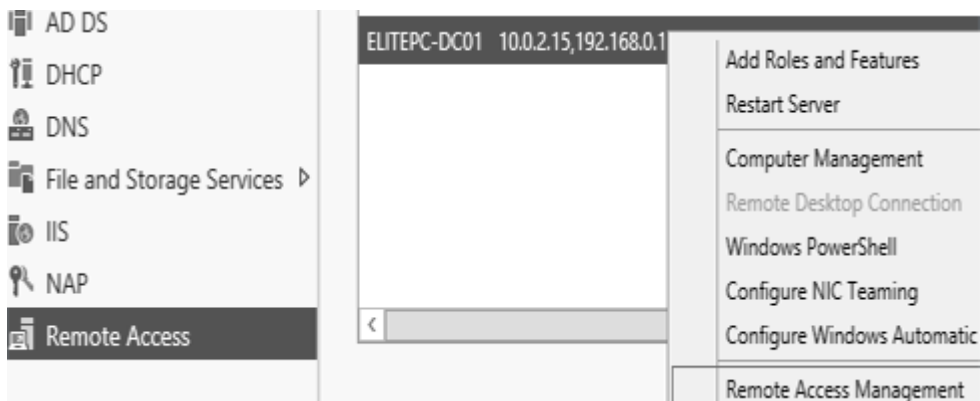 AD DS
DHCP
DNS
File and Storage Services
IIS
NAP
Remote Access
ELITEPC-DC01 10.0.2.15,192.168.0.1
Add Roles and Features
Restart Server
Computer Management
Remote Desktop Connection
Windows PowerShell
Configure NIC Teaming
Configure Windows Automatic
Remote Access Management